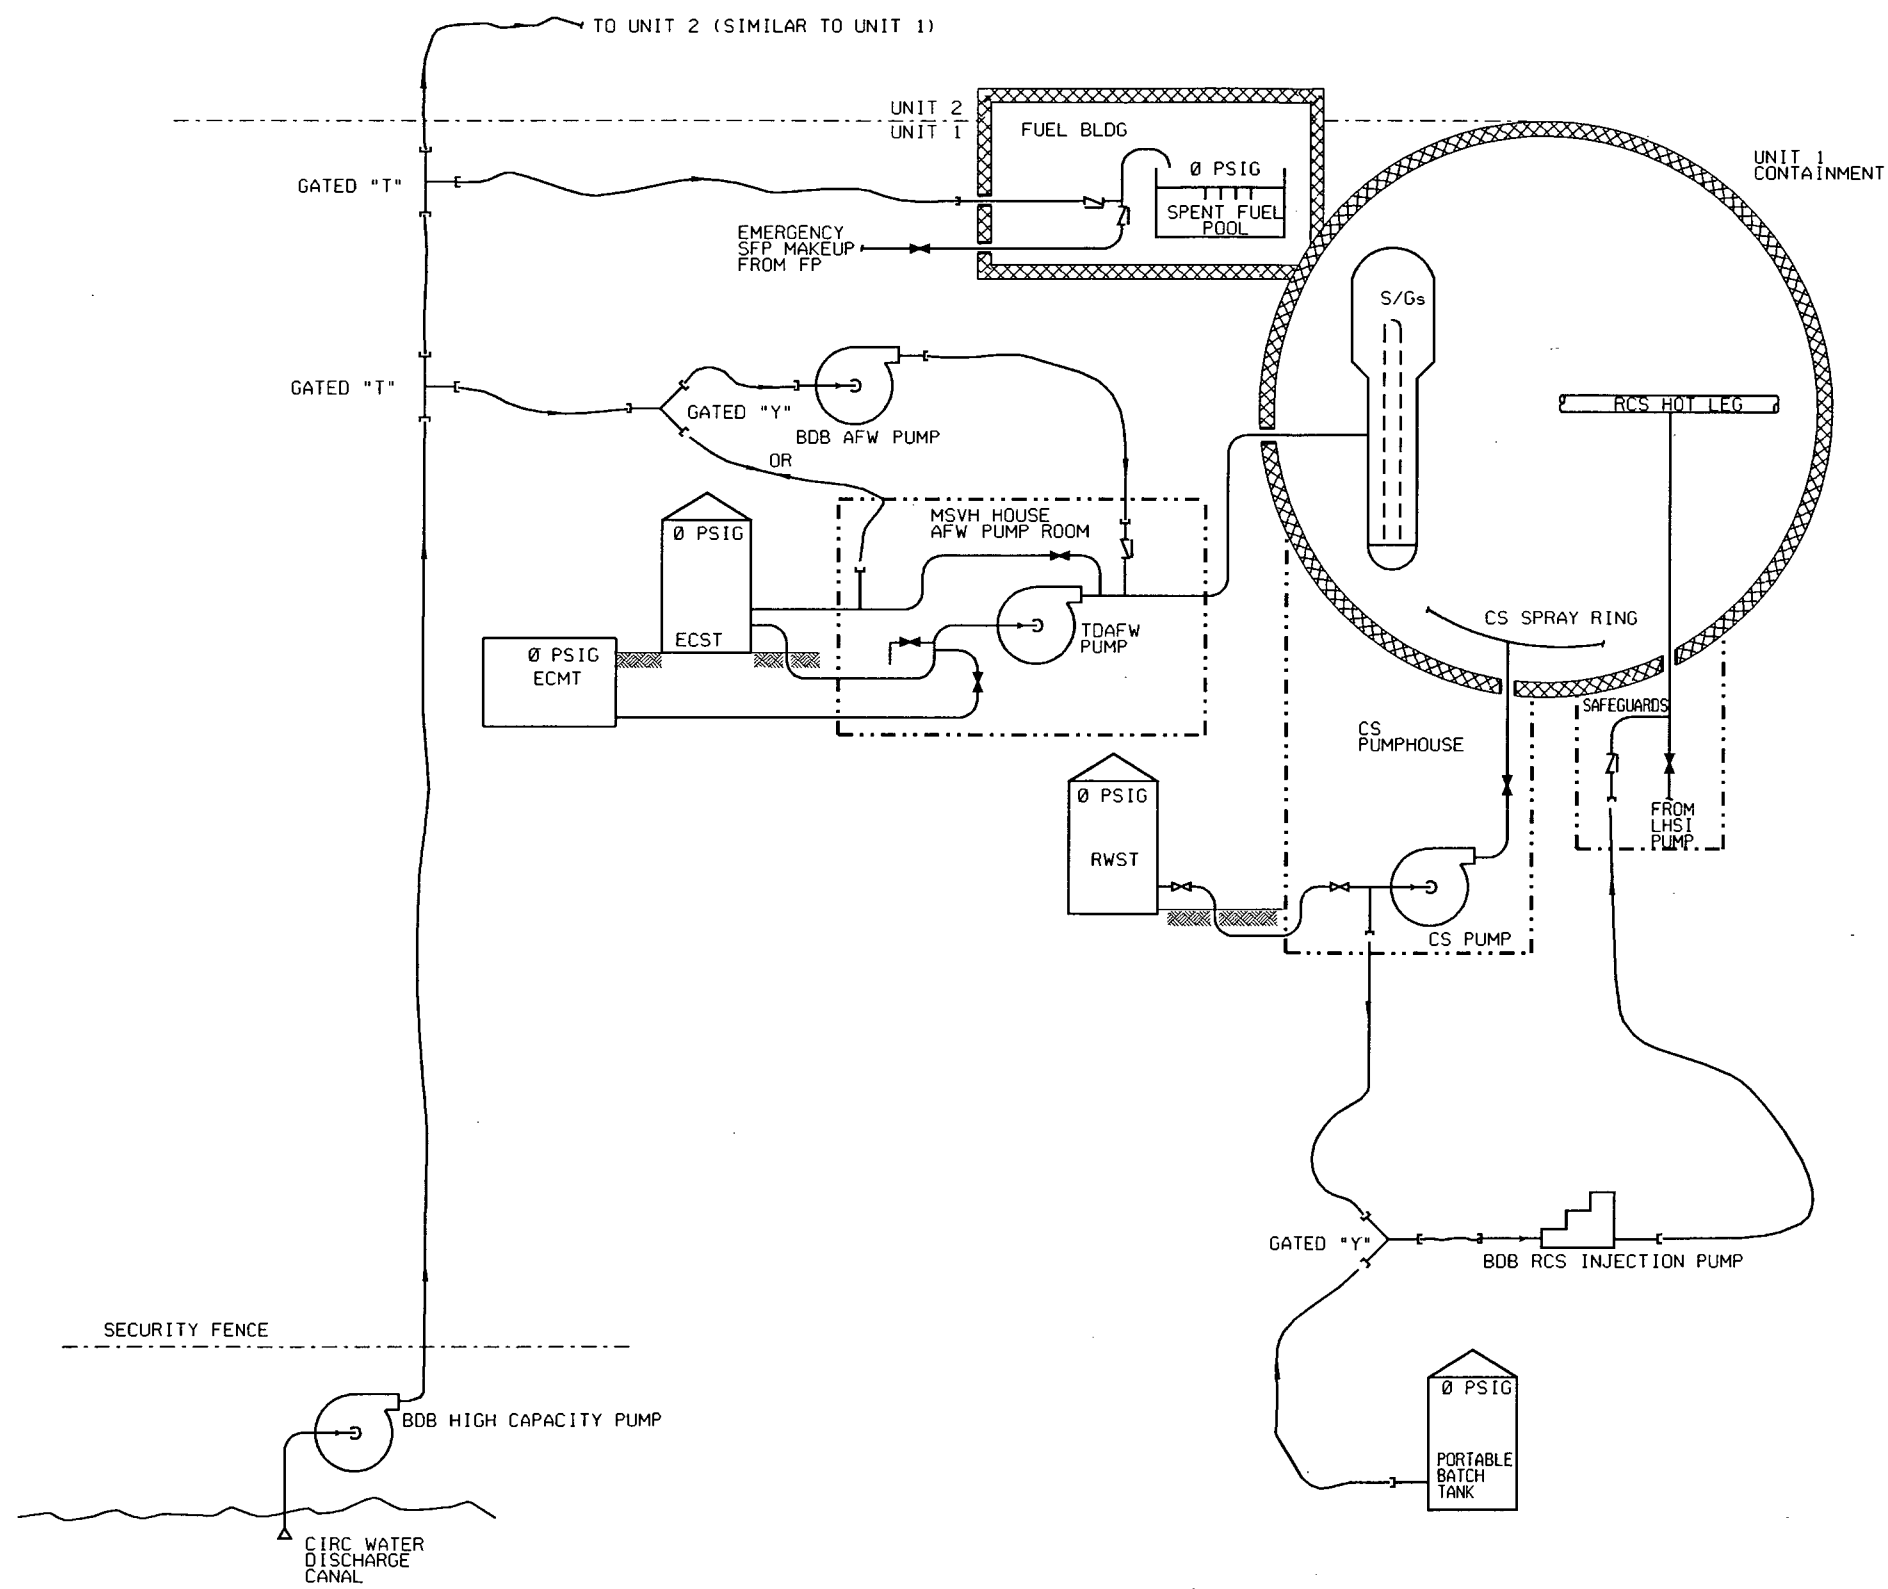 TO UNIT 2 (SIMILAR TO UNIT 1)
UNIT 2
UNIT 1
FUEL BLDG
UNIT 1
CONTAINMENT
GATED "T"
Ø PSIG
SPENT FUEL
POOL
EMERGENCY
SFP MAKEUP
FROM FP
S/Gs
GATED "T"
GATED "Y"
BDB AFW PUMP
RCS HOT LEG
OR
MSVH HOUSE
AFW PUMP ROOM
Ø PSIG
ECST
TDAFW
PUMP
CS SPRAY RING
Ø PSIG
ECMT
SAFEGUARDS
CS
PUMPHOUSE
Ø PSIG
RWST
FROM
LHSI
PUMP
CS PUMP
GATED "Y"
BDB RCS INJECTION PUMP
SECURITY FENCE
Ø PSIG
PORTABLE
BATCH
TANK
BDB HIGH CAPACITY PUMP
CIRC WATER
DISCHARGE
CANAL